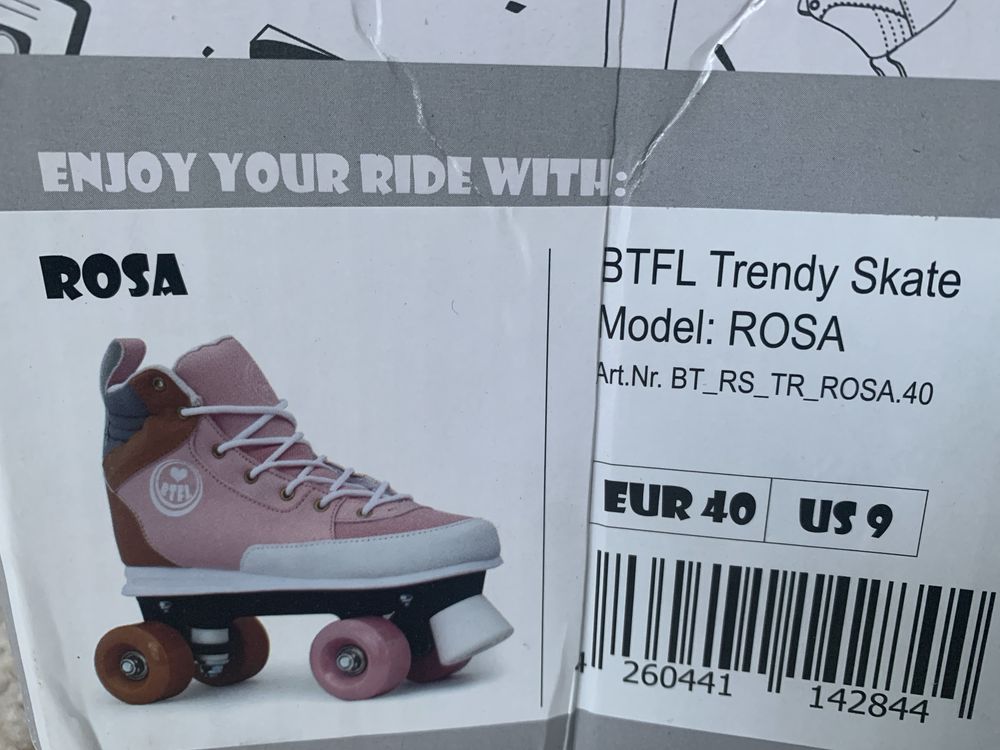 ENJOY YOUR RIDE WITH:
ROSA
BTFL
BTFL Trendy Skate
Model: ROSA
Art.Nr. BT_RS_TR_ROSA.40
EUR 40
US 9
4 260441 142844